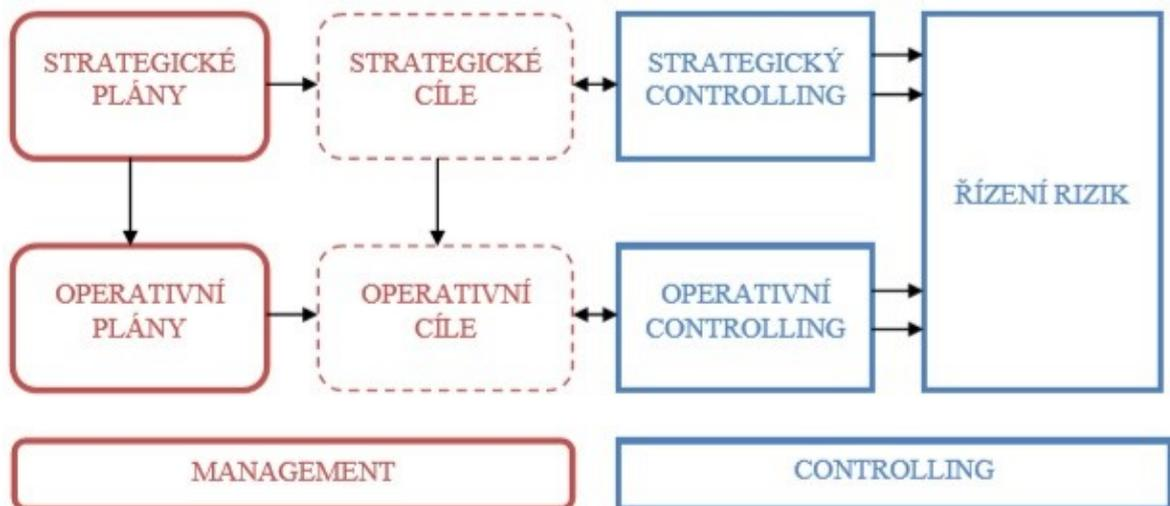 STRATEGICKÉ
PLÁNY
STRATEGICKÉ
CÍLE
STRATEGICKÝ
CONTROLLING
ŘÍZENÍ RIZIK
OPERATIVNÍ
PLÁNY
OPERATIVNÍ
CÍLE
OPERATIVNÍ
CONTROLLING
MANAGEMENT
CONTROLLING